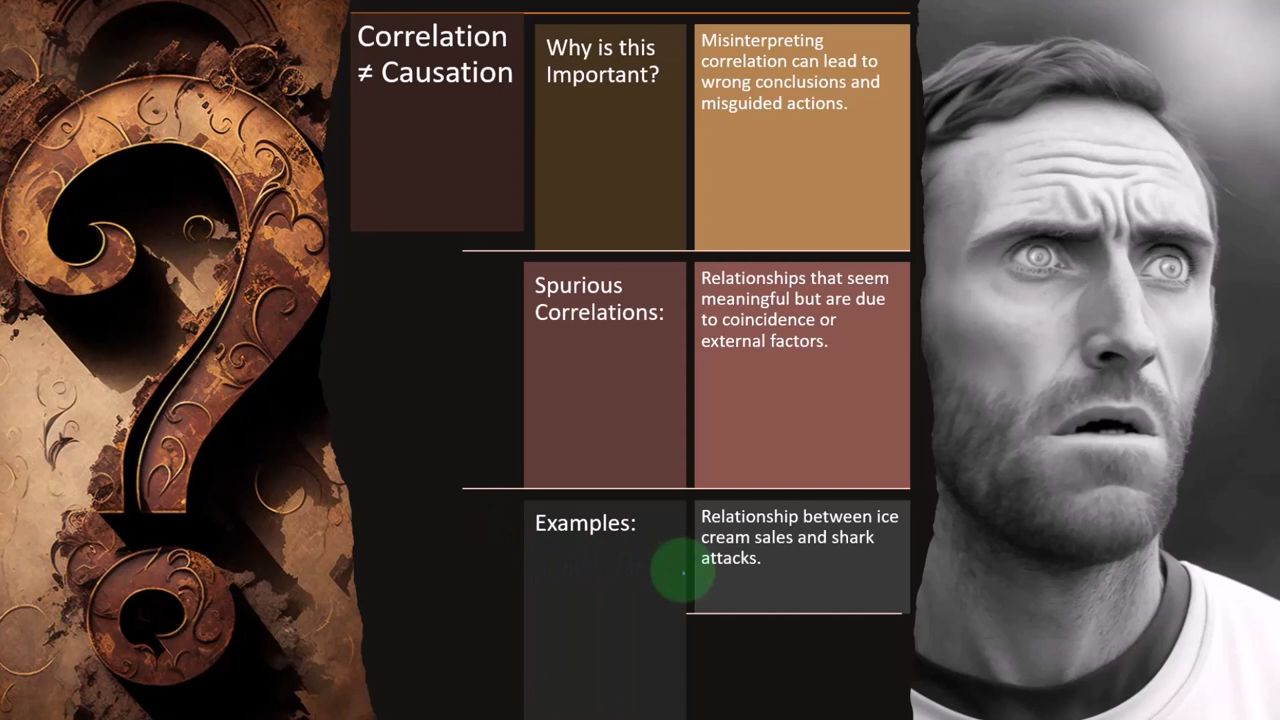 Correlation
≠ Causation
Why is this
Important?
Misinterpreting
correlation can lead to
wrong conclusions and
misguided actions.
Spurious
Correlations:
Relationships that seem
meaningful but are due
to coincidence or
external factors.
Examples:
Relationship between ice
cream sales and shark
attacks.